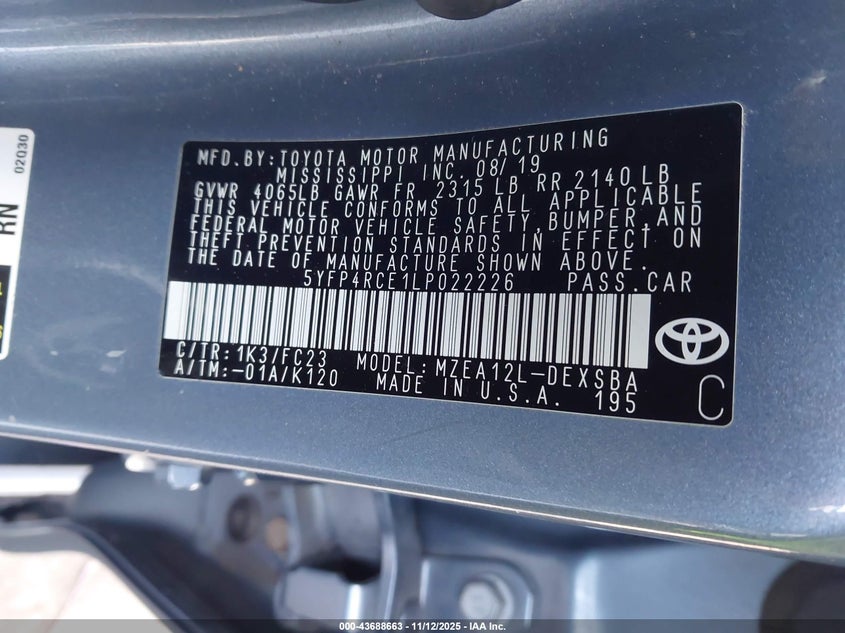 MFD.BY:TOYOTA MOTOR MANUFACTURING
MISSISSIPPI INC. 08/19
GVWR 4065LB GAWR FR 2315 LB RR 2140 LB
THIS VEHICLE CONFORMS TO ALL APPLICABLE
FEDERAL MOTOR VEHICLE SAFETY,BUMPER,AND
THEFT PREVENTION STANDARDS IN EFFECT ON
THE DATE OF MANUFACTURE SHOWN ABOVE.
5YFP4RCE1LP022226 PASS.CAR
C/TR:1K3/FC23 MODEL:MZEA12L-DEXSBA
A/TM:-01A/K120 MADE IN U.S.A. 195
C
02Q30
RN
000-43688663 - 11/12/2025 - IAA Inc.